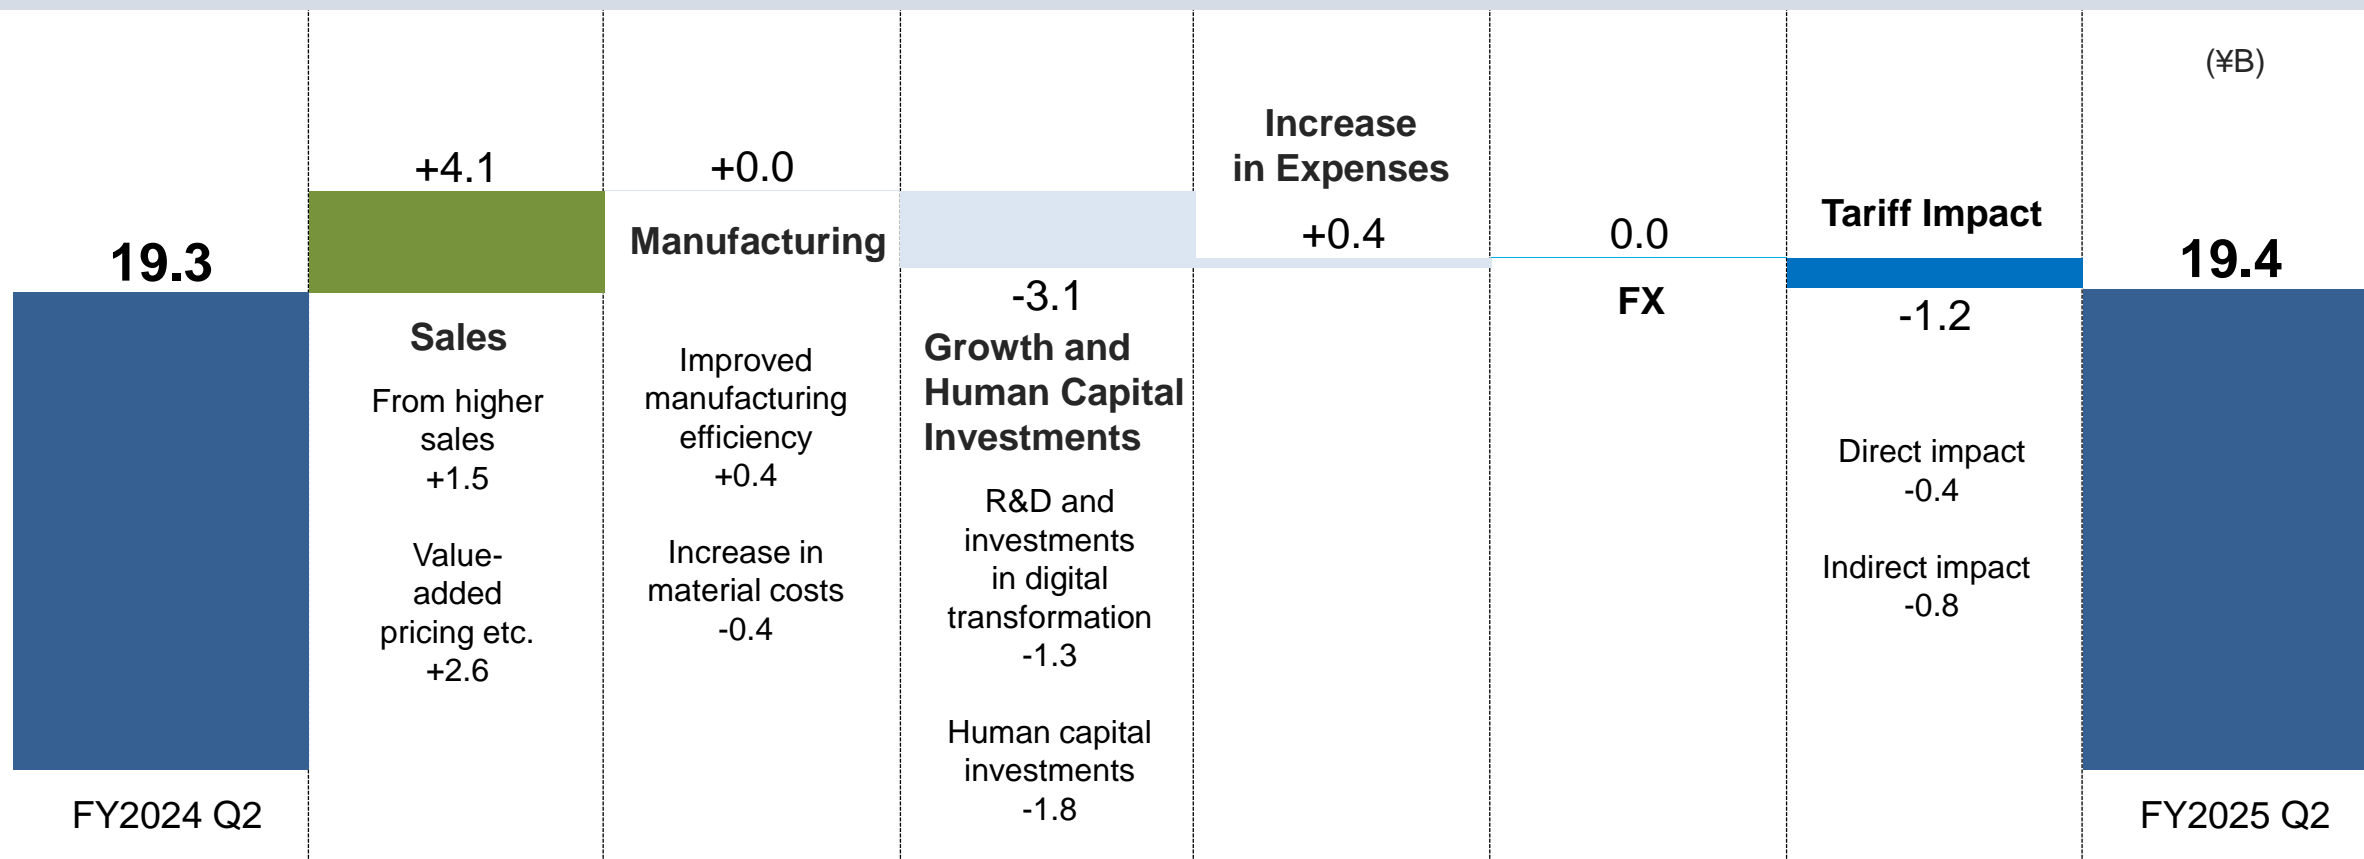 (¥B)
19.3
FY2024 Q2
+4.1
Sales
From higher
sales
+1.5
Value-
added
pricing etc.
+2.6
+0.0
Manufacturing
Improved
manufacturing
efficiency
+0.4
Increase in
material costs
-0.4
-3.1
Growth and
Human Capital
Investments
R&D and
investments
in digital
transformation
-1.3
Human capital
investments
-1.8
Increase
in Expenses
+0.4
0.0
FX
Tariff Impact
-1.2
Direct impact
-0.4
Indirect impact
-0.8
19.4
FY2025 Q2